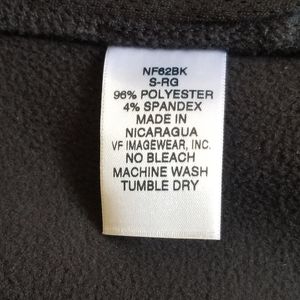 NF62BK
S-RG
96% POLYESTER
4% SPANDEX
MADE IN
NICARAGUA
VF IMAGEWEAR, INC.
NO BLEACH
MACHINE WASH
TUMBLE DRY